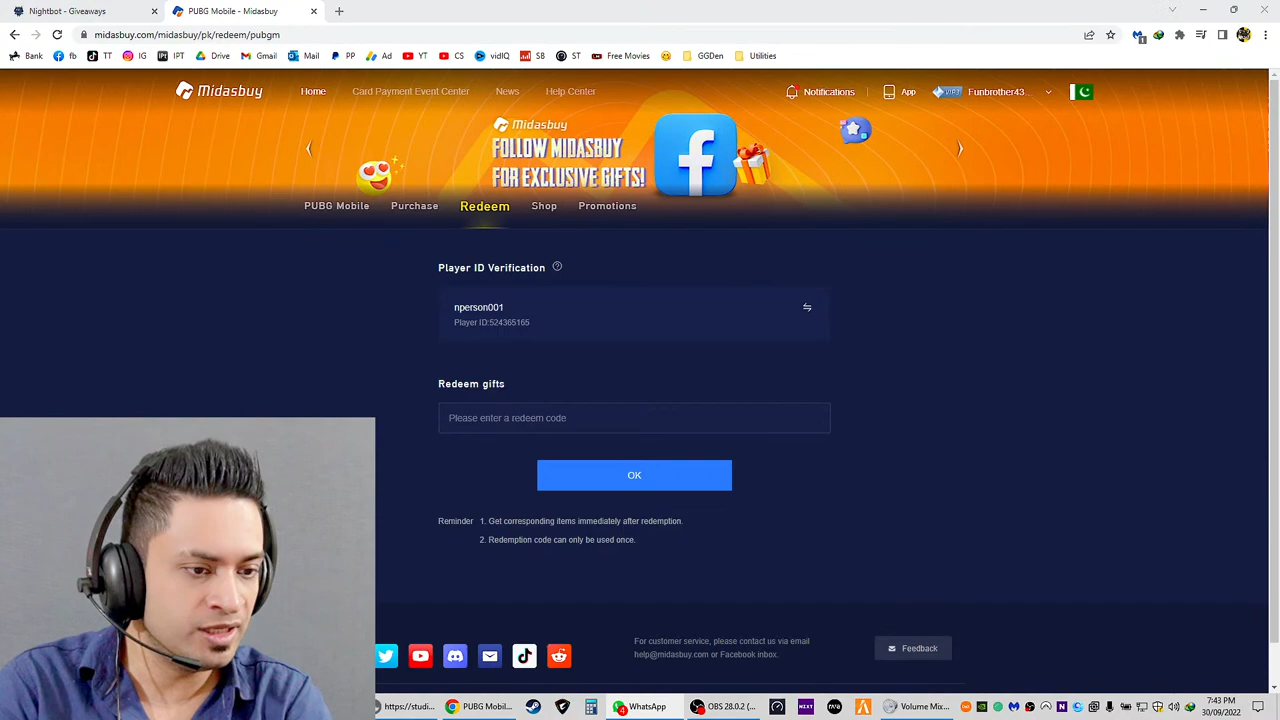 Nightbot - Giveaways
PUBG Mobile - Midasbuy
midasbuy.com/midasbuy/pk/redeem/pubgm
Bank fb TT IG IPT Drive Gmail Mail PP Ad YT CS vidIQ SB ST Free Movies GGDen Utilities
Midasbuy Home Card Payment Event Center News Help Center Notifications App VIP7 Funbrother43...
Midasbuy
FOLLOW MIDASBUY
FOR EXCLUSIVE GIFTS!
PUBG Mobile Purchase Redeem Shop Promotions
Player ID Verification
nperson001
Player ID:524365165
Redeem gifts
Please enter a redeem code
OK
Reminder 1. Get corresponding items immediately after redemption.
2. Redemption code can only be used once.
For customer service, please contact us via email
help@midasbuy.com or Facebook inbox.
Feedback
https://studi... PUBG Mobil... 4 WhatsApp OBS 28.0.2 (... NZXT Volume Mix...
7:43 PM
30/09/2022